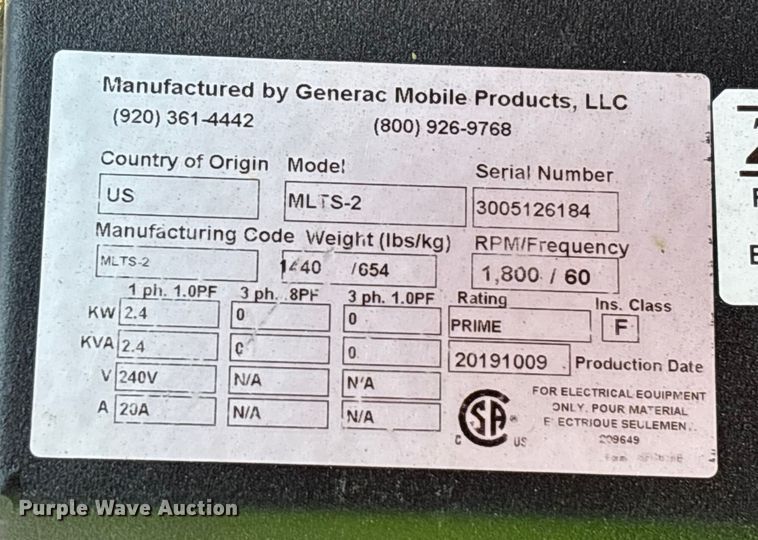 Manufactured by Generac Mobile Products, LLC
(920) 361-4442 (800) 926-9768
Country of Origin Model Serial Number
US MLTS-2 3005126184
Manufacturing Code Weight (lbs/kg) RPM/Frequency
MLTS-2 1440 /654 1,800 / 60
1 ph. 1.0PF 3 ph. .8PF 3 ph. 1.0PF Rating Ins. Class
KW 2.4 0 0 PRIME F
KVA 2.4 0 0 20191009 Production Date
V 240V N/A N/A
A 20A N/A N/A
FOR ELECTRICAL EQUIPMENT
ONLY. POUR MATERIAL
ELECTRIQUE SEULEMEN..
209649
C SA US
Form
Purple Wave Auction